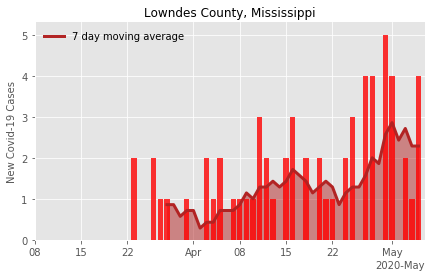 Lowndes County, Mississippi
7 day moving average
New Covid-19 Cases
5
4
3
2
1
0
08 15 22 Apr 08 15 22 May
2020-May